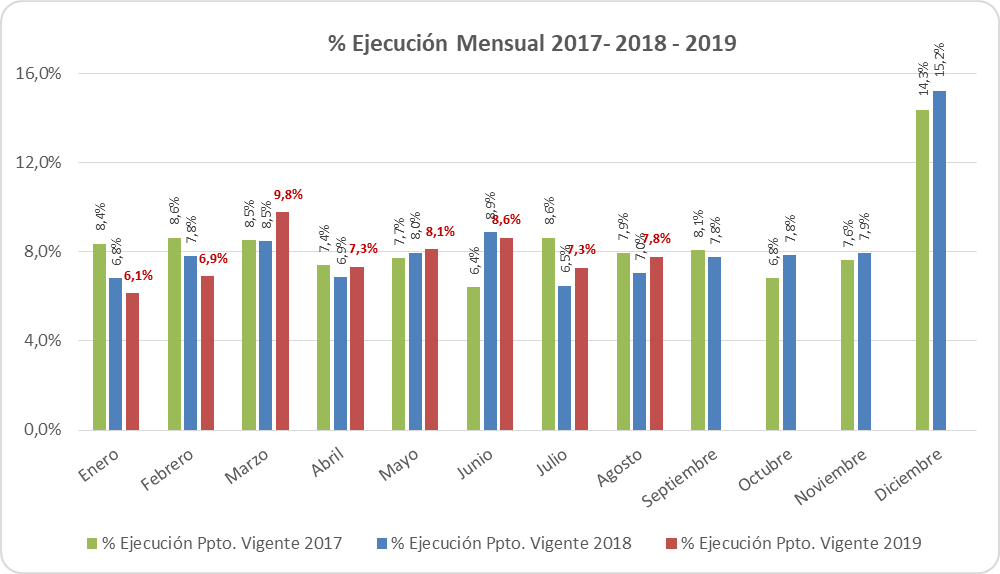 % Ejecución Mensual 2017- 2018 - 2019
16,0%
12,0%
8,0%
4,0%
0,0%
8,4%
6,8%
6,1%
8,6%
7,8%
6,9%
8,5%
8,5%
9,8%
7,4%
6,9%
7,3%
7,7%
8,0%
8,1%
6,4%
8,9%
8,6%
8,6%
6,5%
7,3%
7,9%
7,0%
7,8%
8,1%
7,8%
6,8%
7,8%
7,6%
7,9%
14,3%
15,2%
Enero
Febrero
Marzo
Abril
Mayo
Junio
Julio
Agosto
Septiembre
Octubre
Noviembre
Diciembre
% Ejecución Ppto. Vigente 2017
% Ejecución Ppto. Vigente 2018
% Ejecución Ppto. Vigente 2019